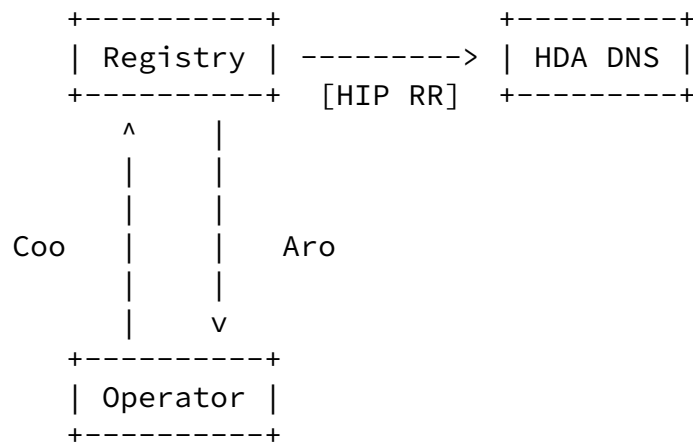 Registry
HDA DNS
[HIP RR]
Coo
Aro
Operator